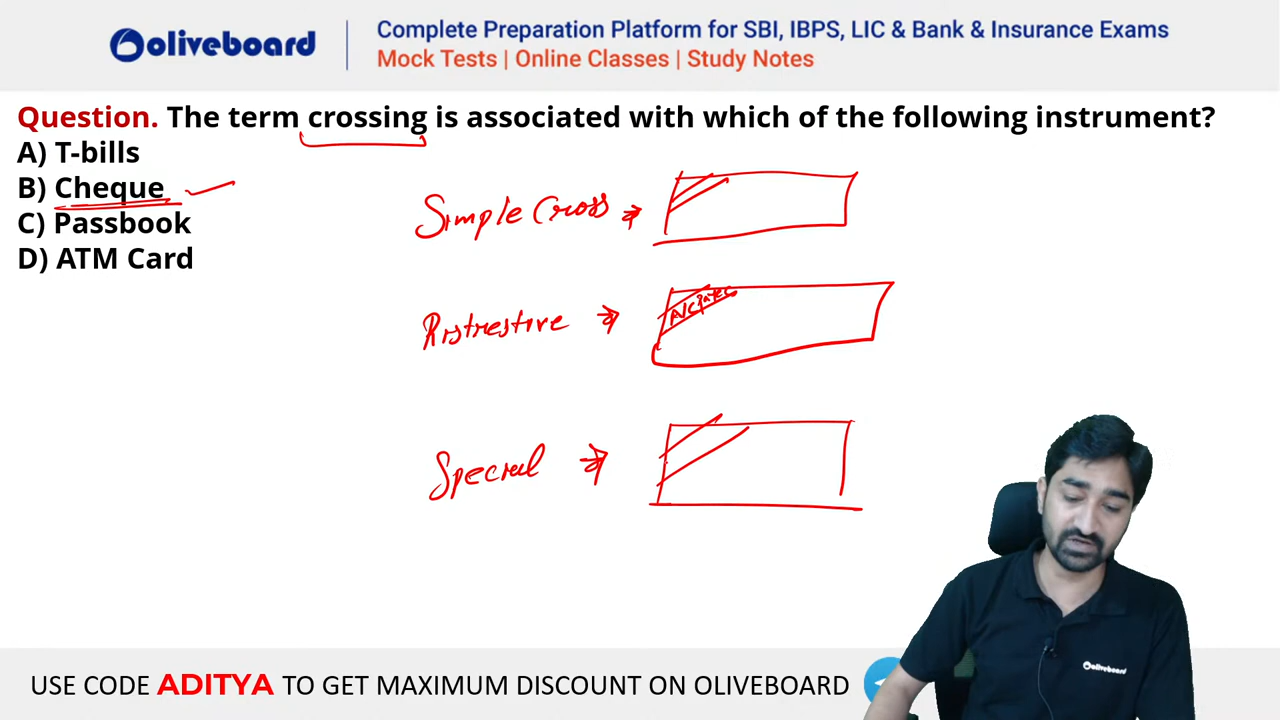 oliveboard
Complete Preparation Platform for SBI, IBPS, LIC & Bank & Insurance Exams
Mock Tests | Online Classes | Study Notes
Question. The term crossing is associated with which of the following instrument?
A) T-bills
B) Cheque
C) Passbook
D) ATM Card
Simple Cross
Ristrestive
Special
oliveboard
USE CODE ADITYA TO GET MAXIMUM DISCOUNT ON OLIVEBOARD